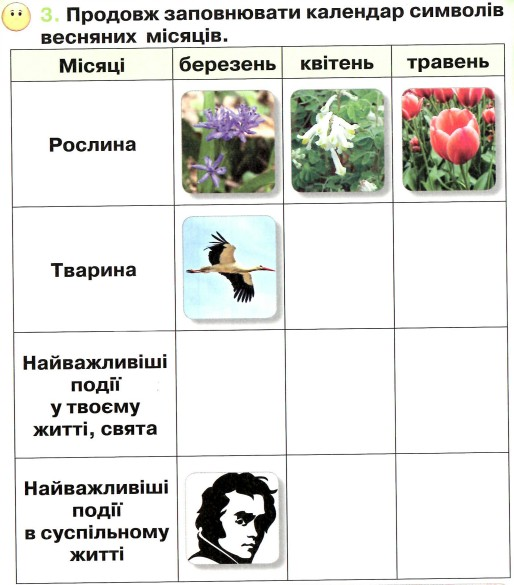 3. Продовж заповнювати календар символів
весняних місяців.
Місяці березень квітень травень
Рослина
Тварина
Найважливіші
події
у твоєму
житті, свята
Найважливіші
події
в суспільному
житті